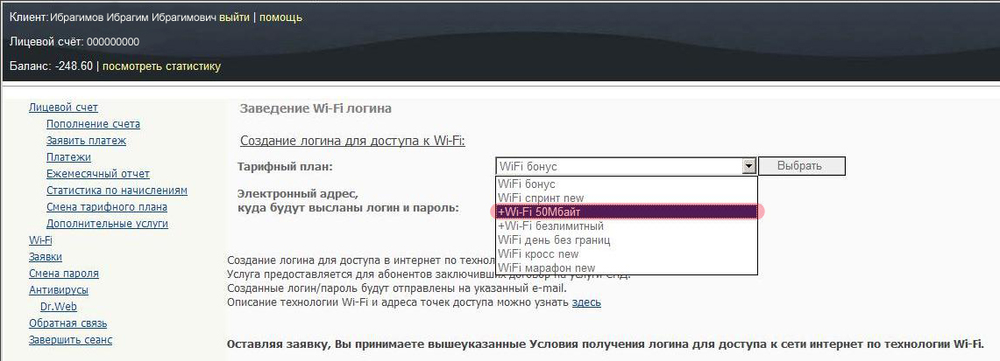 Клиент: Ибрагимов Ибрагим Ибрагимович выйти | помощь
Лицевой счёт: 000000000
Баланс: -248.60 | посмотреть статистику
Лицевой счет
Пополнение счета
Заявить платеж
Платежи
Ежемесячный отчет
Статистика по начислениям
Смена тарифного плана
Дополнительные услуги
Wi-Fi
Заявки
Смена пароля
Антивирусы
Dr.Web
Обратная связь
Завершить сеанс
Заведение Wi-Fi логина
Создание логина для доступа к Wi-Fi:
Тарифный план:
WiFi бонус
Выбрать
Электронный адрес,
куда будут высланы логин и пароль:
WiFi бонус
WiFi спринт new
+Wi-Fi 50Мбайт
+Wi-Fi безлимитный
WiFi день без границ
WiFi кросс new
WiFi марафон new
Создание логина для доступа в интернет по технол
Услуга предоставляется для абонентов заключивших договор на услуги СПД.
Созданные логин/пароль будут отправлены на указанный e-mail.
Описание технологии Wi-Fi и адреса точек доступа можно узнать здесь
Оставляя заявку, Вы принимаете вышеуказанные Условия получения логина для доступа к сети интернет по технологии Wi-Fi.